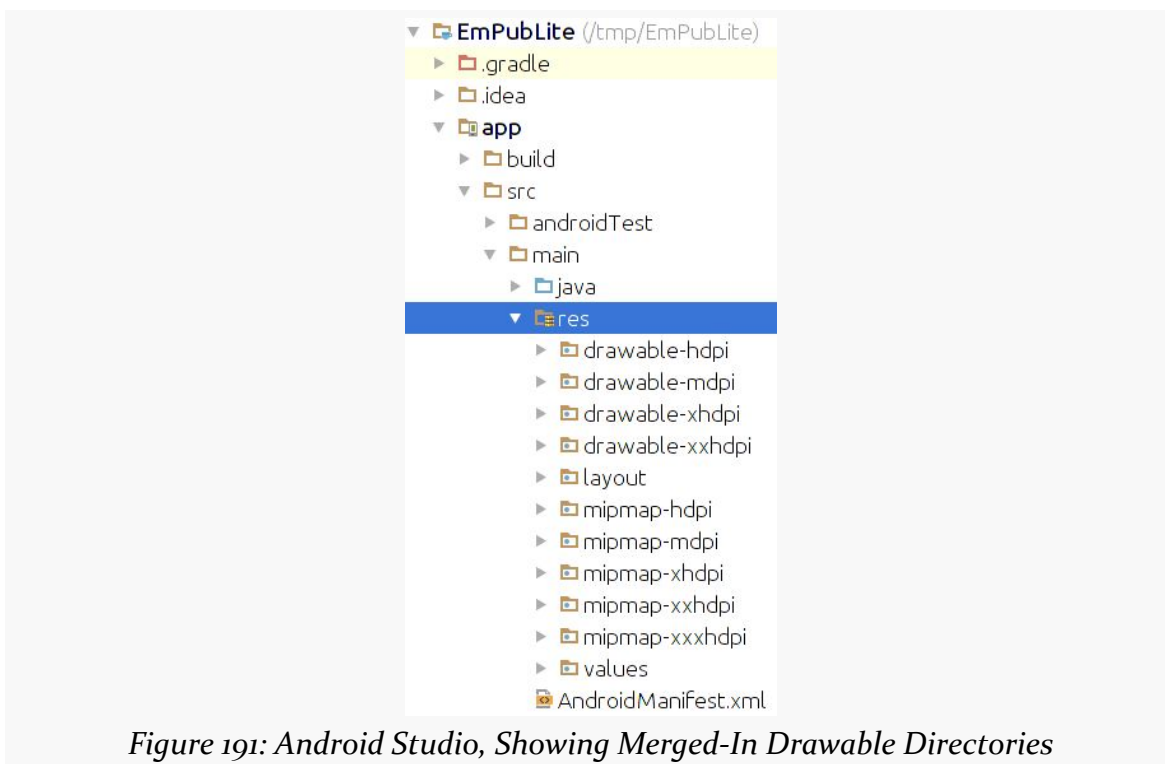 EmPubLite (/tmp/EmPubLite)
.gradle
.idea
app
build
src
androidTest
main
java
res
drawable-hdpi
drawable-mdpi
drawable-xhdpi
drawable-xxhdpi
layout
mipmap-hdpi
mipmap-mdpi
mipmap-xhdpi
mipmap-xxhdpi
mipmap-xxxhdpi
values
AndroidManifest.xml
Figure 191: Android Studio, Showing Merged-In Drawable Directories